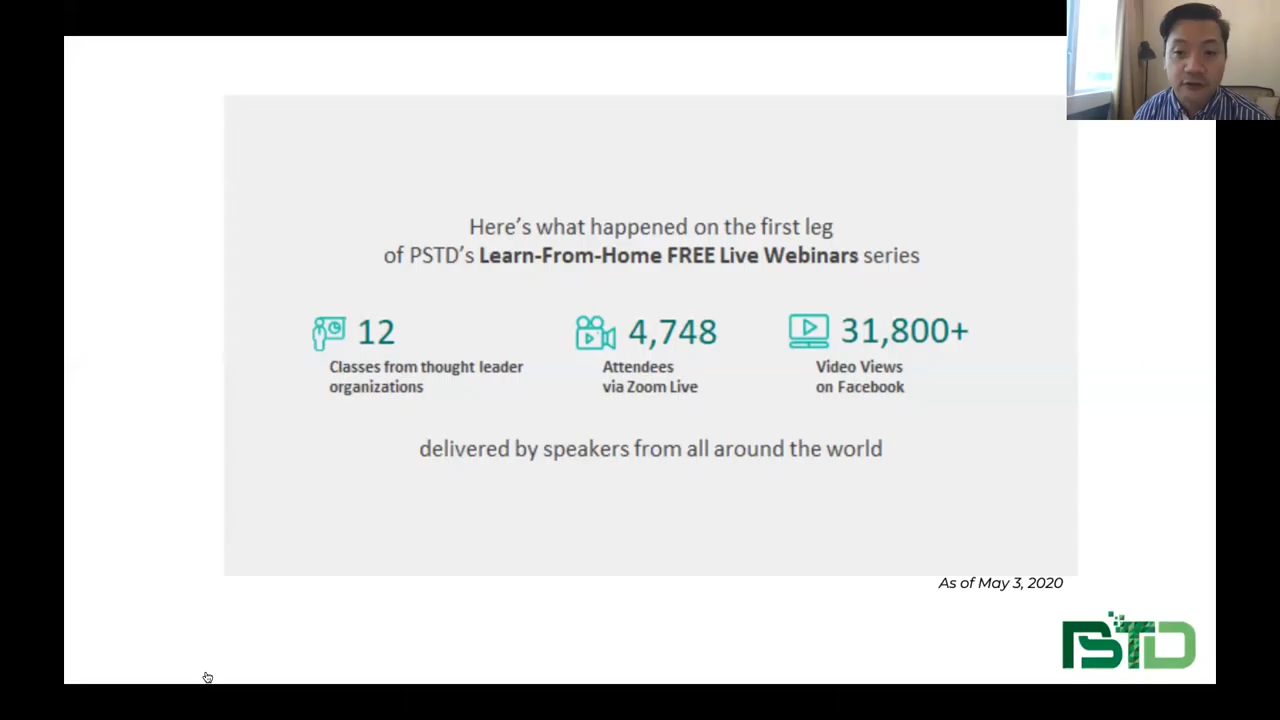 Here's what happened on the first leg
of PSTD's Learn-From-Home FREE Live Webinars series
12
Classes from thought leader
organizations
4,748
Attendees
via Zoom Live
31,800+
Video Views
on Facebook
delivered by speakers from all around the world
As of May 3, 2020
PSTD